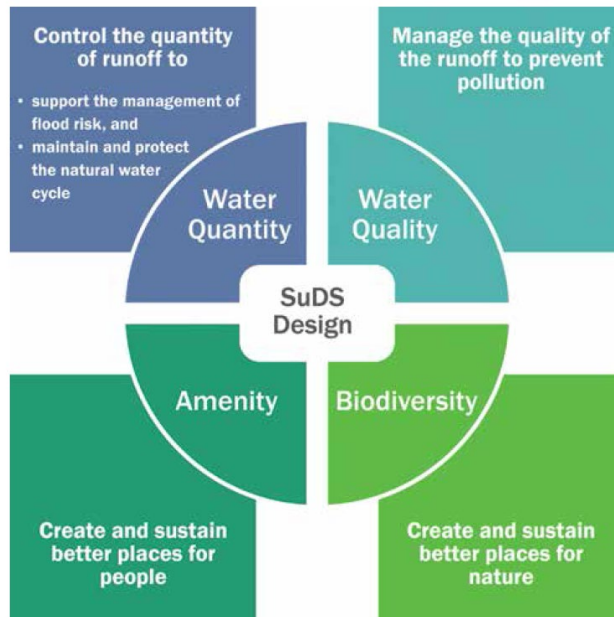 Control the quantity
of runoff to
• support the management of
flood risk, and
• maintain and protect
the natural water
cycle
Manage the quality of
the runoff to prevent
pollution
Water
Quantity
Water
Quality
SuDS
Design
Amenity
Biodiversity
Create and sustain
better places for
people
Create and sustain
better places for
nature